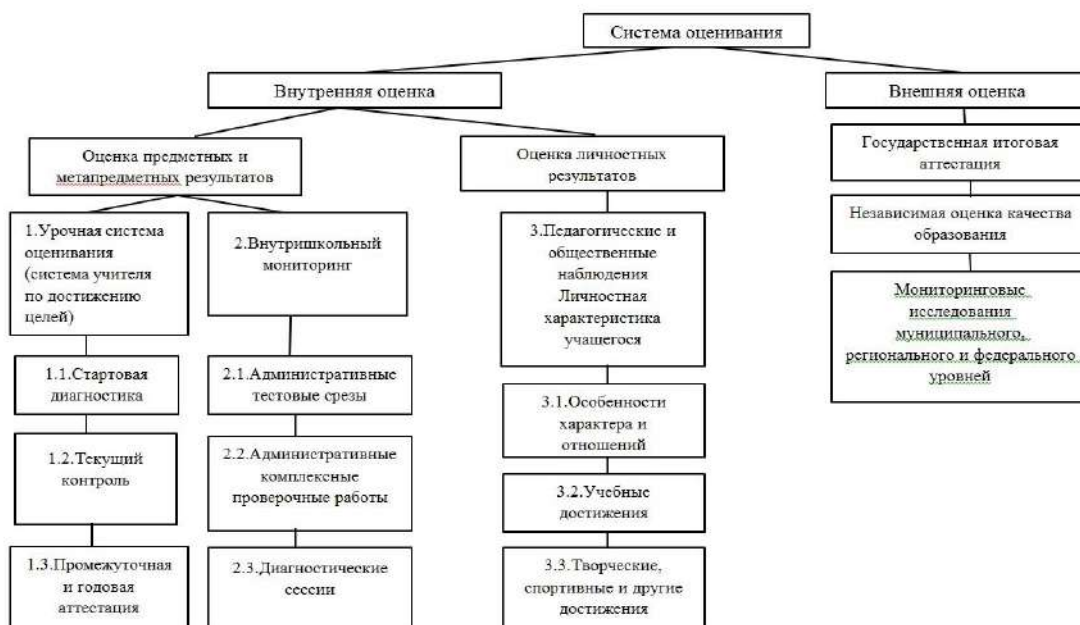 Система оценивания
Внутренняя оценка
Внешняя оценка
Оценка предметных и
метапредметных результатов
Оценка личностных
результатов
Государственная итоговая
аттестация
Независимая оценка качества
образования
Мониторинговые
исследования
муниципального,
регионального и федерального
уровней
1.Урочная система
оценивания
(система учителя
по достижению
целей)
1.1.Стартовая
диагностика
1.2.Текущий
контроль
1.3.Промежуточная
и годовая
аттестация
2.Внутришкольный
мониторинг
2.1.Административные
тестовые срезы
2.2.Административные
комплексные
проверочные работы
2.3.Диагностические
сессии
3.Педагогические и
общественные
наблюдения
Личностная
характеристика
учащегося
3.1.Особенности
характера и
отношений
3.2.Учебные
достижения
3.3.Творческие,
спортивные и другие
достижения